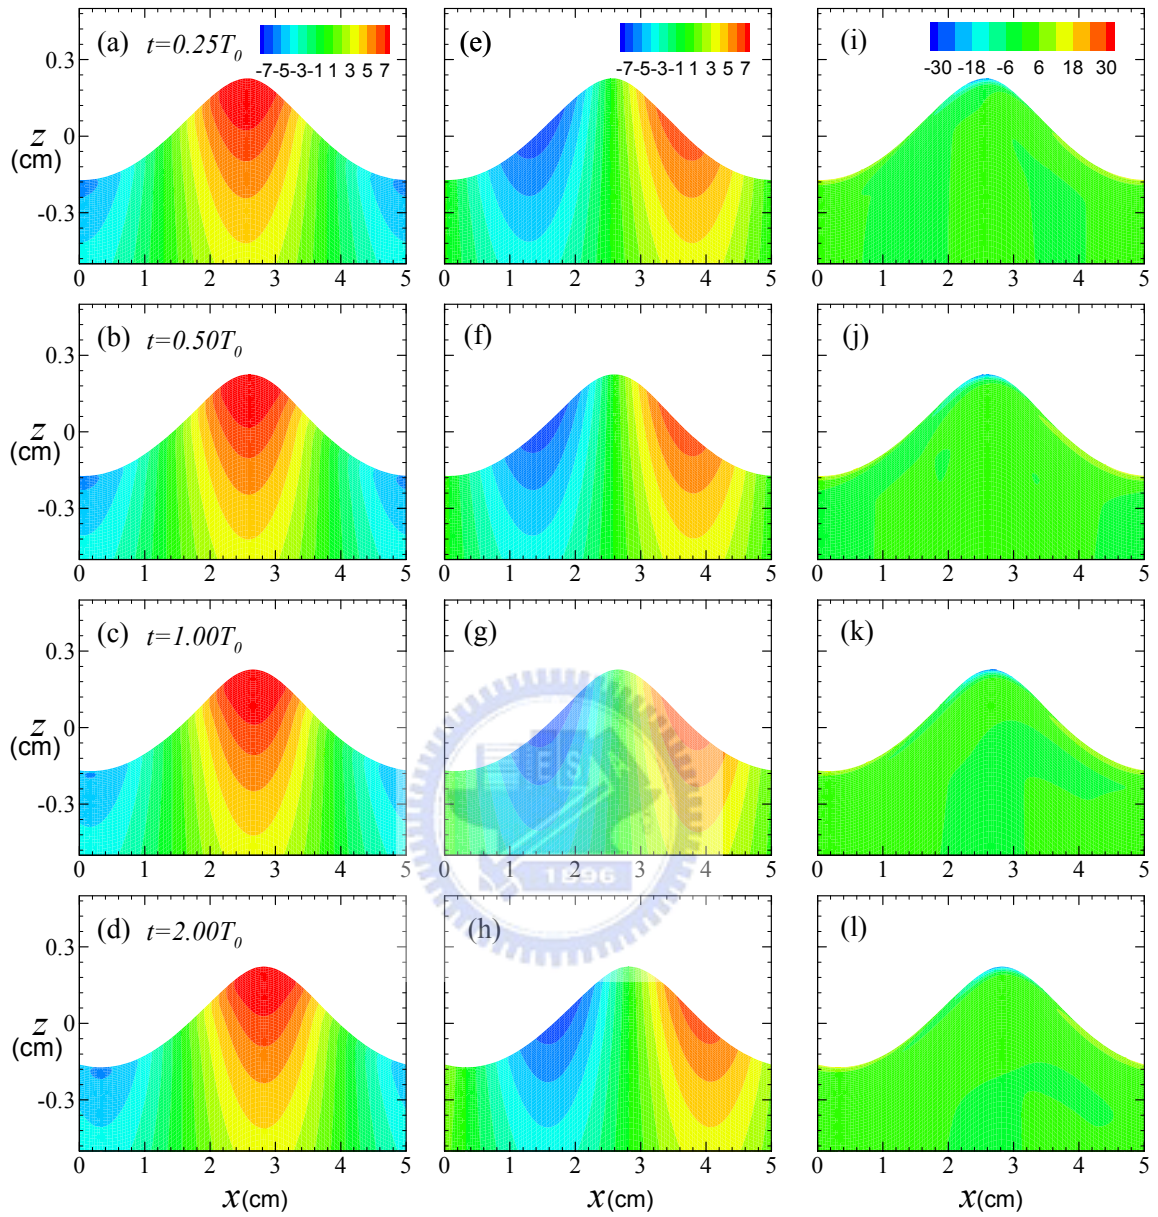 (a) t=0.25T0
-7 -5 -3 -1 1 3 5 7
(e)
-7 -5 -3 -1 1 3 5 7
(i)
-30 -18 -6 6 18 30
0.3
z 0
(cm)
-0.3
0 1 2 3 4 5
0 1 2 3 4 5
0 1 2 3 4 5
(b) t=0.50T0
(f)
(j)
0.3
z 0
(cm)
-0.3
0 1 2 3 4 5
0 1 2 3 4 5
0 1 2 3 4 5
(c) t=1.00T0
(g)
(k)
0.3
z 0
(cm)
-0.3
E S A
1896
0 1 2 3 4 5
0 1 2 3 4 5
0 1 2 3 4 5
(d) t=2.00T0
(h)
(l)
0.3
z 0
(cm)
-0.3
0 1 2 3 4 5
0 1 2 3 4 5
0 1 2 3 4 5
x(cm)
x(cm)
x(cm)